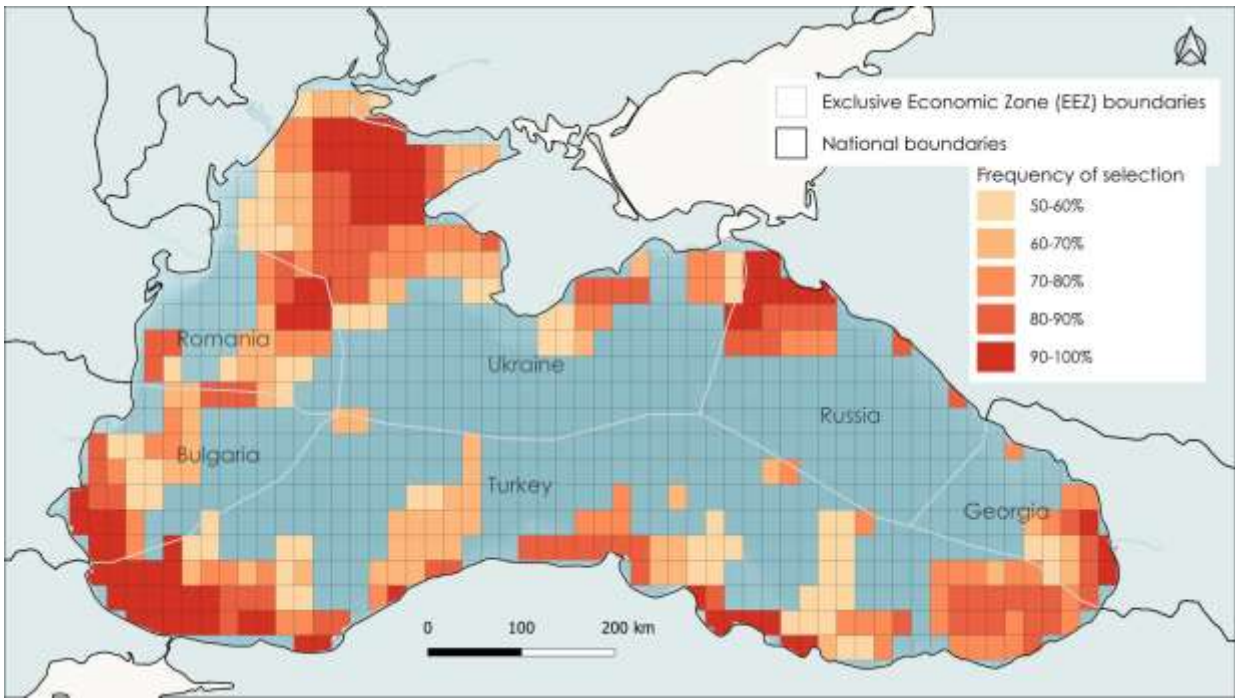 Exclusive Economic Zone (EEZ) boundaries
National boundaries
Frequency of selection
50-60%
60-70%
70-80%
80-90%
90-100%
Romania
Ukraine
Russia
Bulgaria
Turkey
Georgia
0 100 200 km